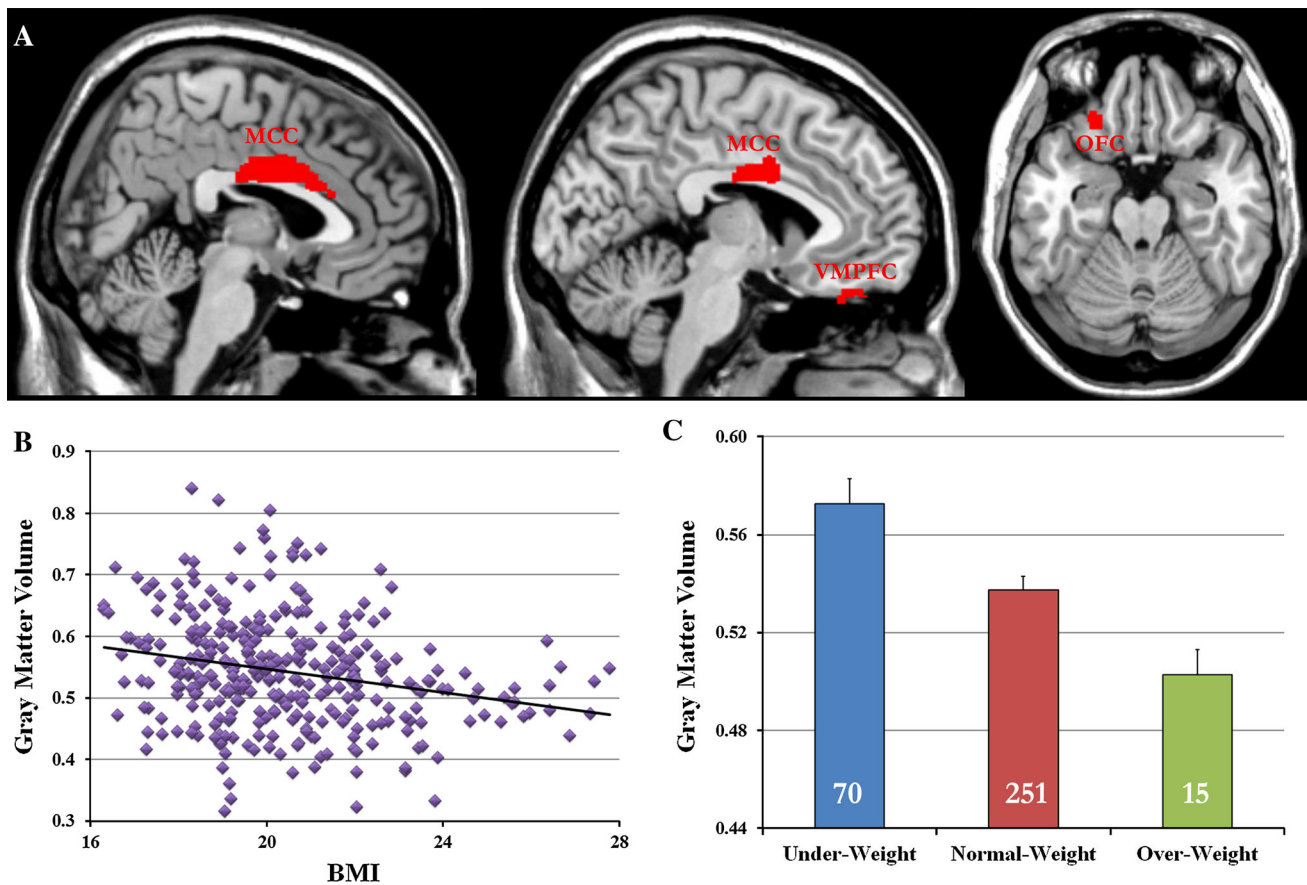 A
MCC
MCC
VMPFC
OFC
B
Gray Matter Volume
0.9
0.8
0.7
0.6
0.5
0.4
0.3
16
20
24
28
BMI
C
Gray Matter Volume
0.60
0.56
0.52
0.48
0.44
70
251
15
Under-Weight
Normal-Weight
Over-Weight